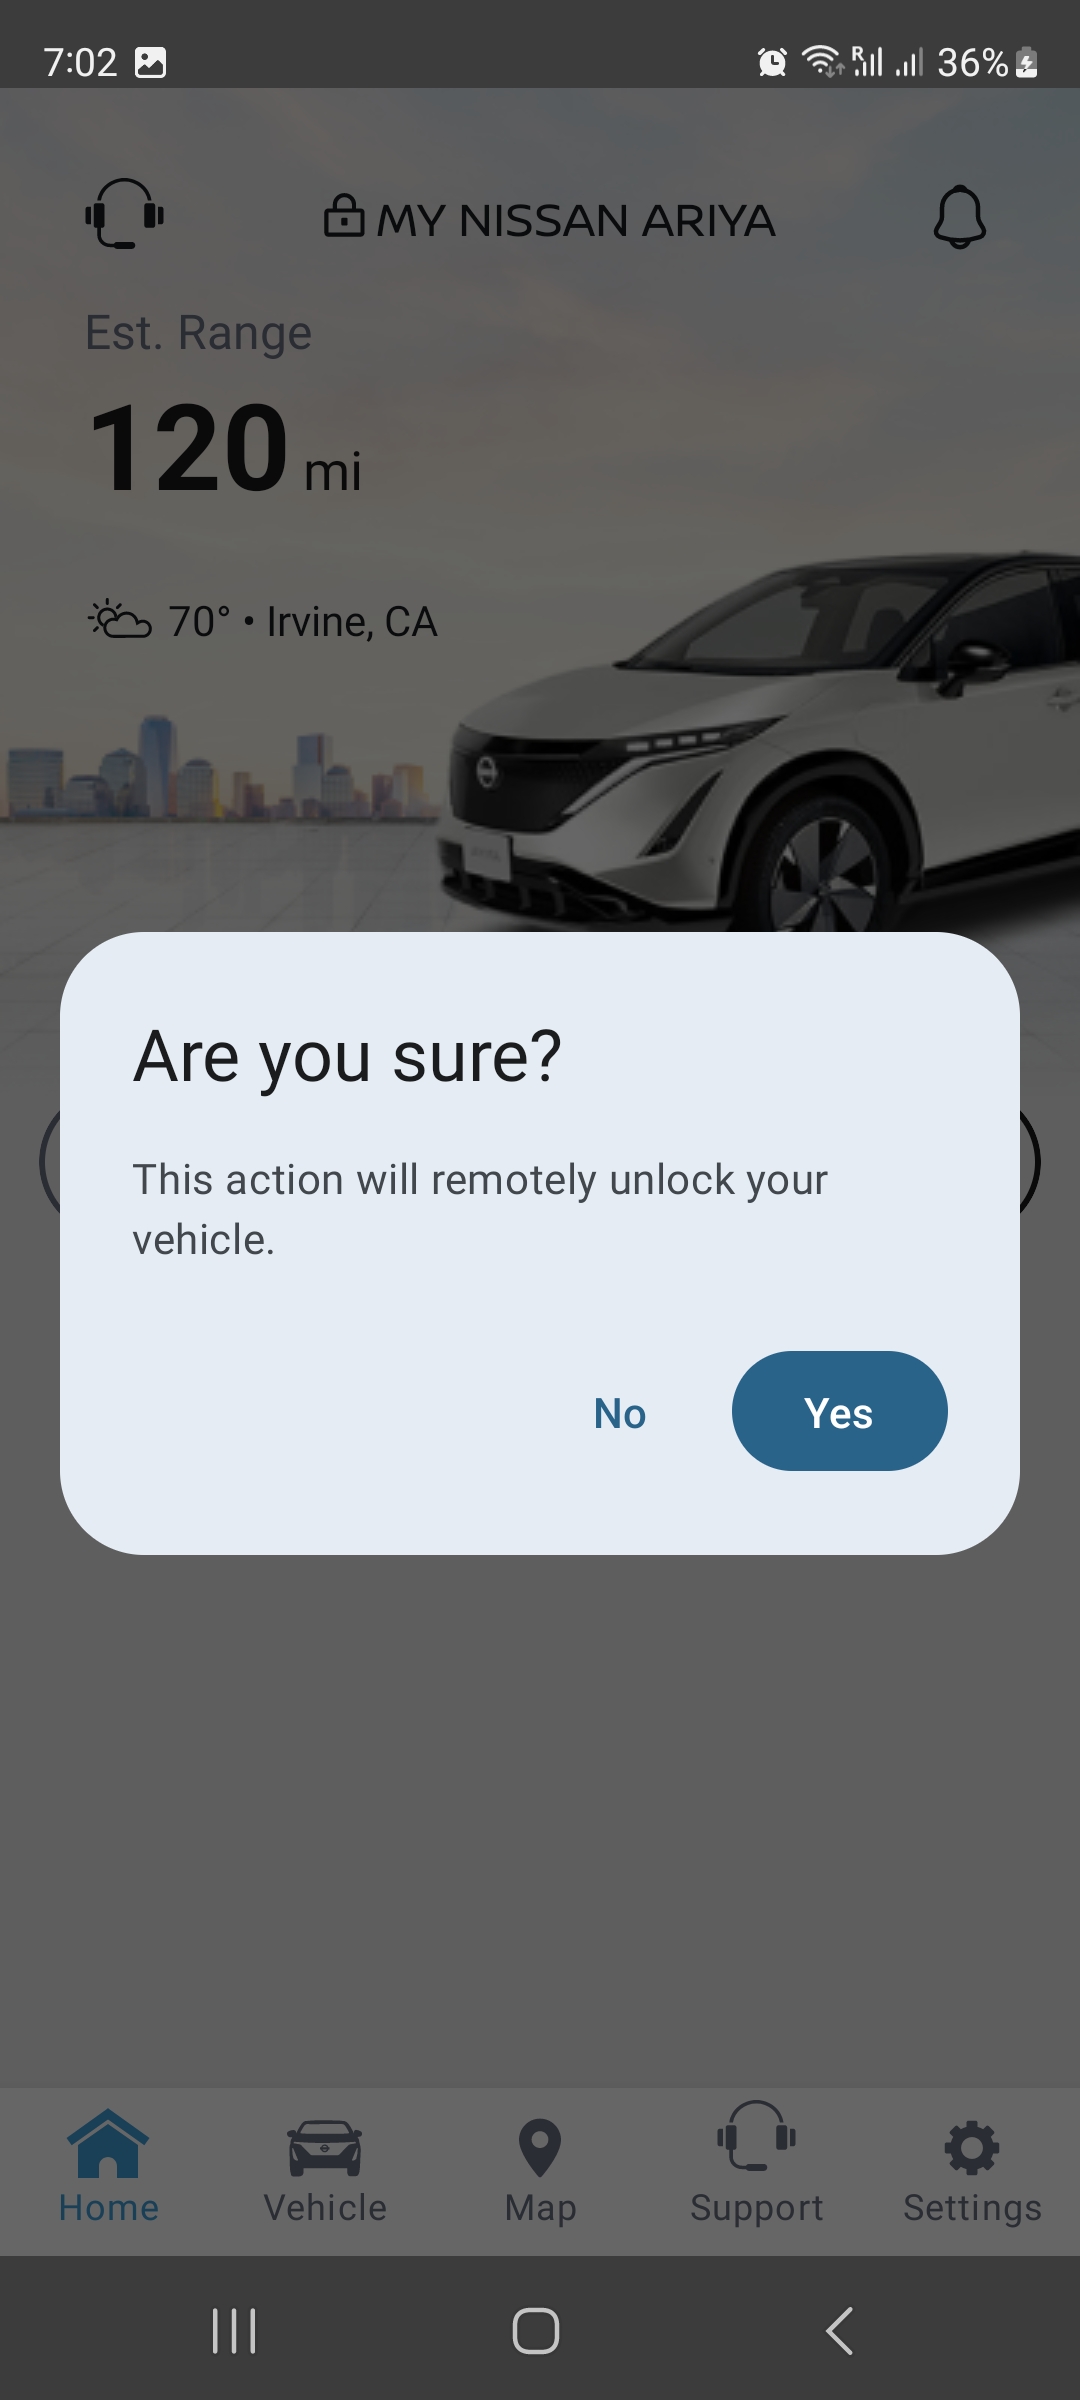 7:02
R
36%
MY NISSAN ARIYA
Est. Range
120 mi
70° • Irvine, CA
Are you sure?
This action will remotely unlock your
vehicle.
No
Yes
Home
Vehicle
Map
Support
Settings